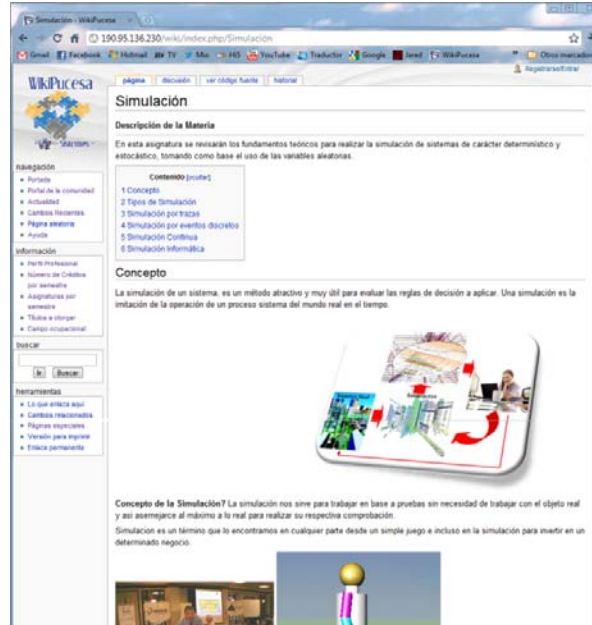 Simulación - WikiPucesa
190.95.136.230/wiki/index.php/Simulación
Gmail Facebook Hotmail TV Mio Hi5 YouTube Traductor Google Jared WikiPucesa Otros marcadores
Registrarse/Entrar
WikiPucesa
página discusión ver código fuente historial
Simulación
Descripción de la Materia
En esta asignatura se revisarán los fundamentos teóricos para realizar la simulación de sistemas de carácter determinístico y
estocástico, tomando como base el uso de las variables aleatorias.
Contenido [ocultar]
1 Concepto
2 Tipos de Simulación
3 Simulación por trazas
4 Simulación por eventos discretos
5 Simulación Continua
6 Simulación Informática
navegación
Portada
Portal de la comunidad
Actualidad
Cambios Recientes
Página aleatoria
Ayuda
información
Perfil Profesional
Número de Créditos
por semestre
Asignaturas por
semestre
Títulos a otorgar
Campo ocupacional
buscar
Ir Buscar
herramientas
Lo que enlaza aquí
Cambios relacionados
Páginas especiales
Versión para imprimir
Enlace permanente
Concepto
La simulación de un sistema, es un método atractivo y muy útil para evaluar las reglas de decisión a aplicar. Una simulación es la
imitación de la operación de un proceso sistema del mundo real en el tiempo.
Concepto de la Simulación? La simulación nos sirve para trabajar en base a pruebas sin necesidad de trabajar con el objeto real
y asi asemejarce al máximo a lo real para realizar su respectiva comprobación.
Simulacion es un término que lo encontramos en cualquier parte desde un simple juego e incluso en la simulación para invertir en un
determinado negocio.